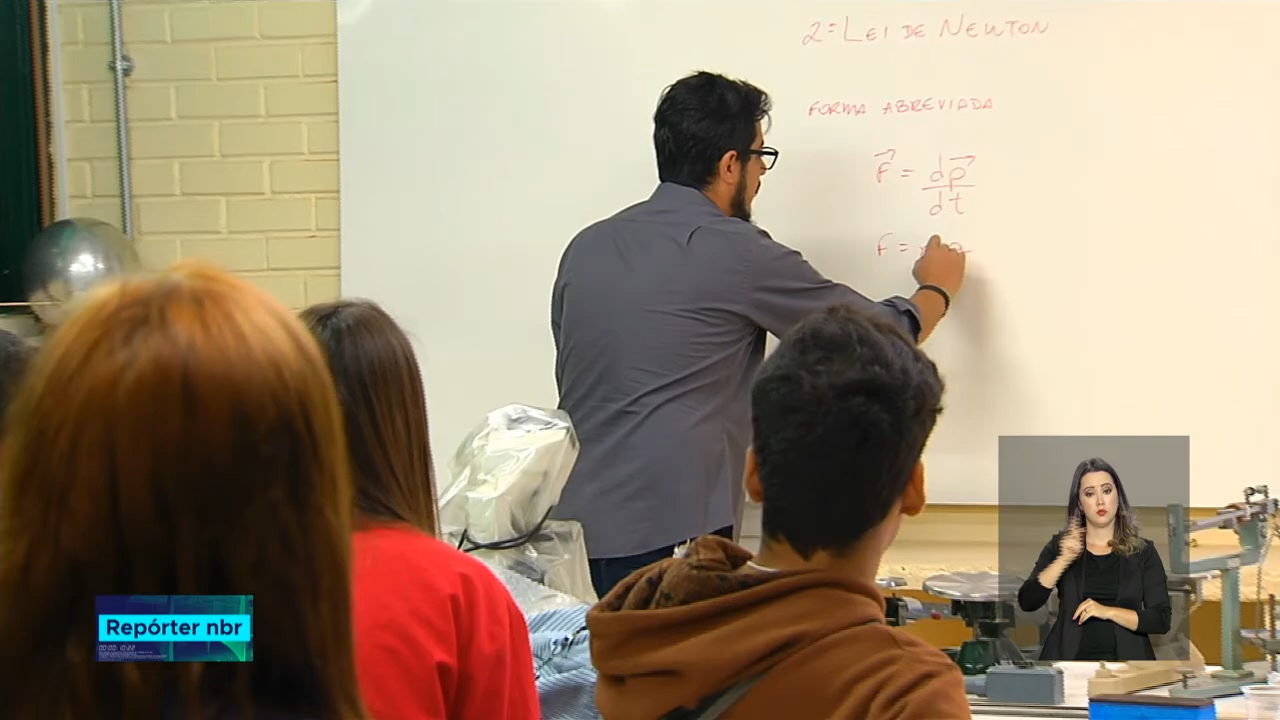 2ª LEI DE NEWTON
FORMA ABREVIADA
F⃗ = dp⃗/dt
F =
Repórter nbr